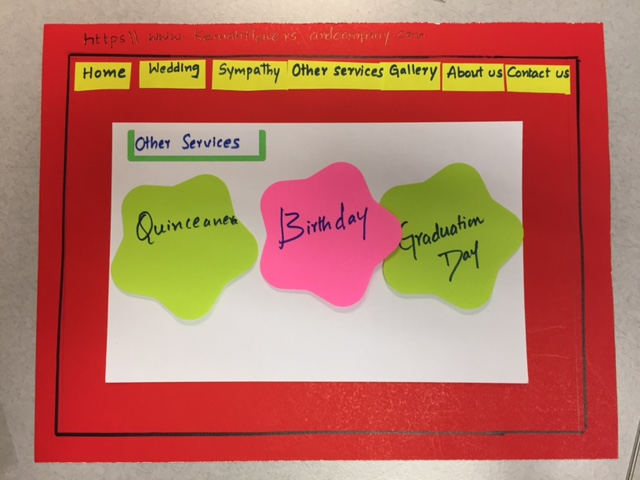 https\\ www
Home Wedding Sympathy Other services Gallery About us Contact us
Other Services
Quinceanera
Birthday
Graduation
Day